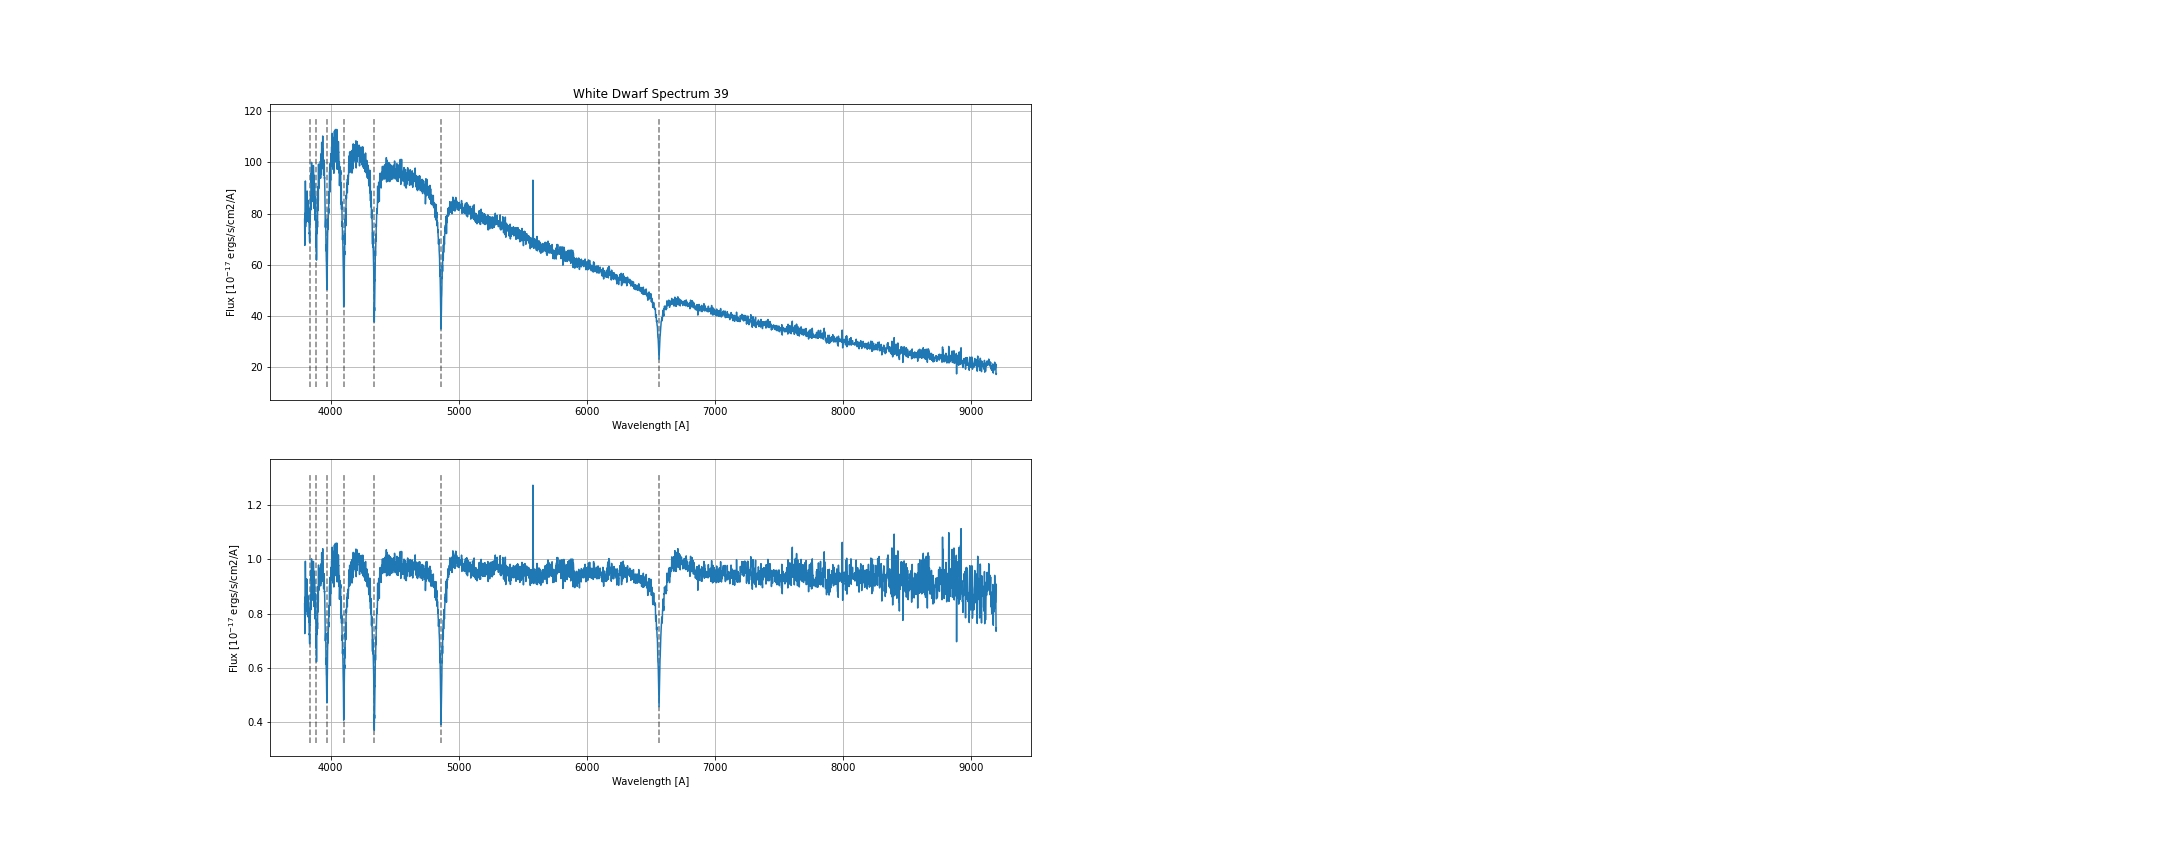 White Dwarf Spectrum 39
120
100
80
60
40
20
Flux [10⁻¹⁷ ergs/s/cm2/A]
4000 5000 6000 7000 8000 9000
Wavelength [A]
1.2
1.0
0.8
0.6
0.4
Flux [10⁻¹⁷ ergs/s/cm2/A]
4000 5000 6000 7000 8000 9000
Wavelength [A]